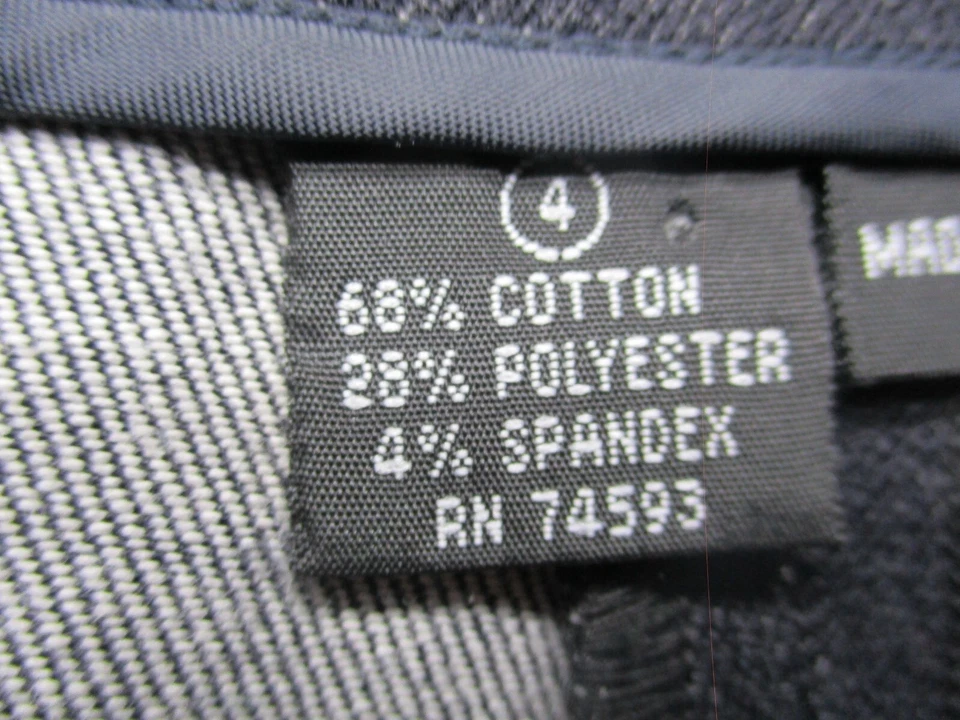 4
68% COTTON
28% POLYESTER
4% SPANDEX
RN 74593